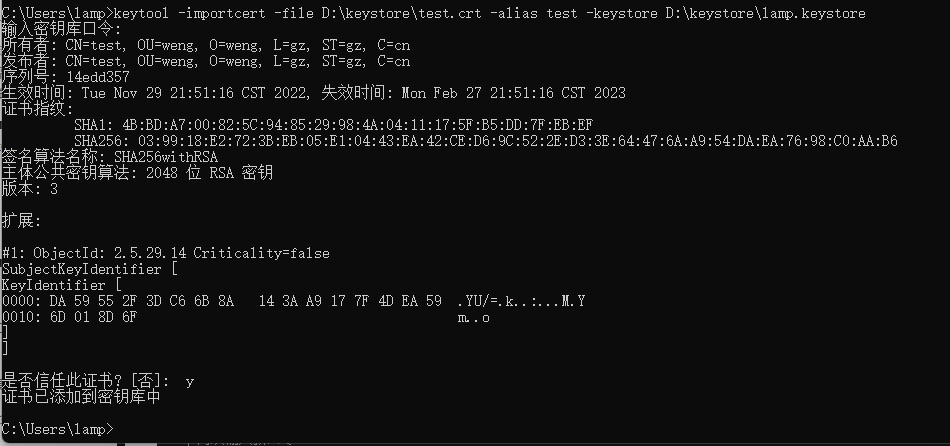 C:\Users\lamp>keytool -importcert -file D:\keystore\test.crt -alias test -keystore D:\keystore\lamp.keystore
输入密钥库口令:
所有者: CN=test, OU=weng, O=weng, L=gz, ST=gz, C=cn
发布者: CN=test, OU=weng, O=weng, L=gz, ST=gz, C=cn
序列号: 14edd357
生效时间: Tue Nov 29 21:51:16 CST 2022, 失效时间: Mon Feb 27 21:51:16 CST 2023
证书指纹:
SHA1: 4B:BD:A7:00:82:5C:94:85:29:98:4A:04:11:17:5F:B5:DD:7F:EB:EF
SHA256: 03:99:18:E2:72:3B:EB:05:E1:04:43:EA:42:CE:D6:9C:52:2E:D3:3E:64:47:6A:A9:54:DA:EA:76:98:C0:AA:B6
签名算法名称: SHA256withRSA
主体公共密钥算法: 2048 位 RSA 密钥
版本: 3
扩展:
#1: ObjectId: 2.5.29.14 Criticality=false
SubjectKeyIdentifier [
KeyIdentifier [
0000: DA 59 55 2F 3D C6 6B 8A   14 3A A9 17 7F 4D EA 59  .YU/=.k..:...M.Y
0010: 6D 01 8D 6F                                        m..o
]
]
是否信任此证书? [否]:  y
证书已添加到密钥库中
C:\Users\lamp>